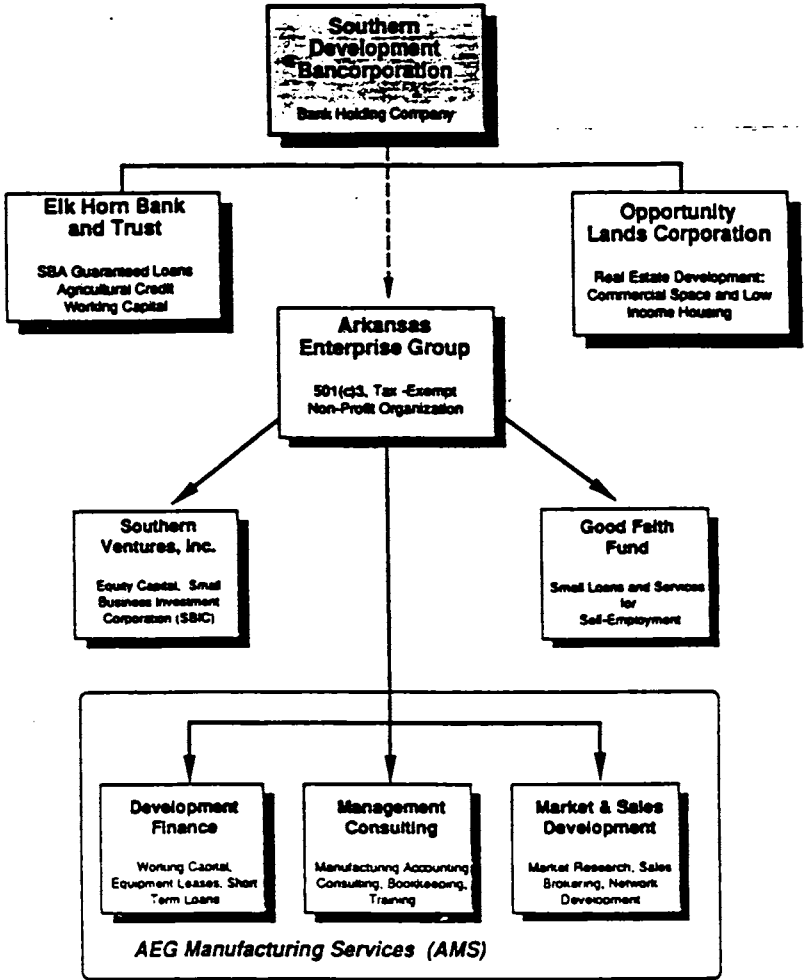 Southern
Development
Bancorporation
Bank Holding Company
Elk Horn Bank
and Trust
SBA Guaranteed Loans
Agricultural Credit
Working Capital
Opportunity
Lands Corporation
Real Estate Development:
Commercial Space and Low
Income Housing
Arkansas
Enterprise Group
501(c)3, Tax -Exempt
Non-Profit Organization
Southern
Ventures, Inc.
Equity Capital, Small
Business Investment
Corporation (SBIC)
Good Faith
Fund
Small Loans and Services
for
Self-Employment
Development
Finance
Working Capital,
Equipment Leases, Short
Term Loans
Management
Consulting
Manufacturing Accounting
Consulting, Bookkeeping,
Training
Market & Sales
Development
Market Research, Sales
Brokering, Network
Development
AEG Manufacturing Services (AMS)